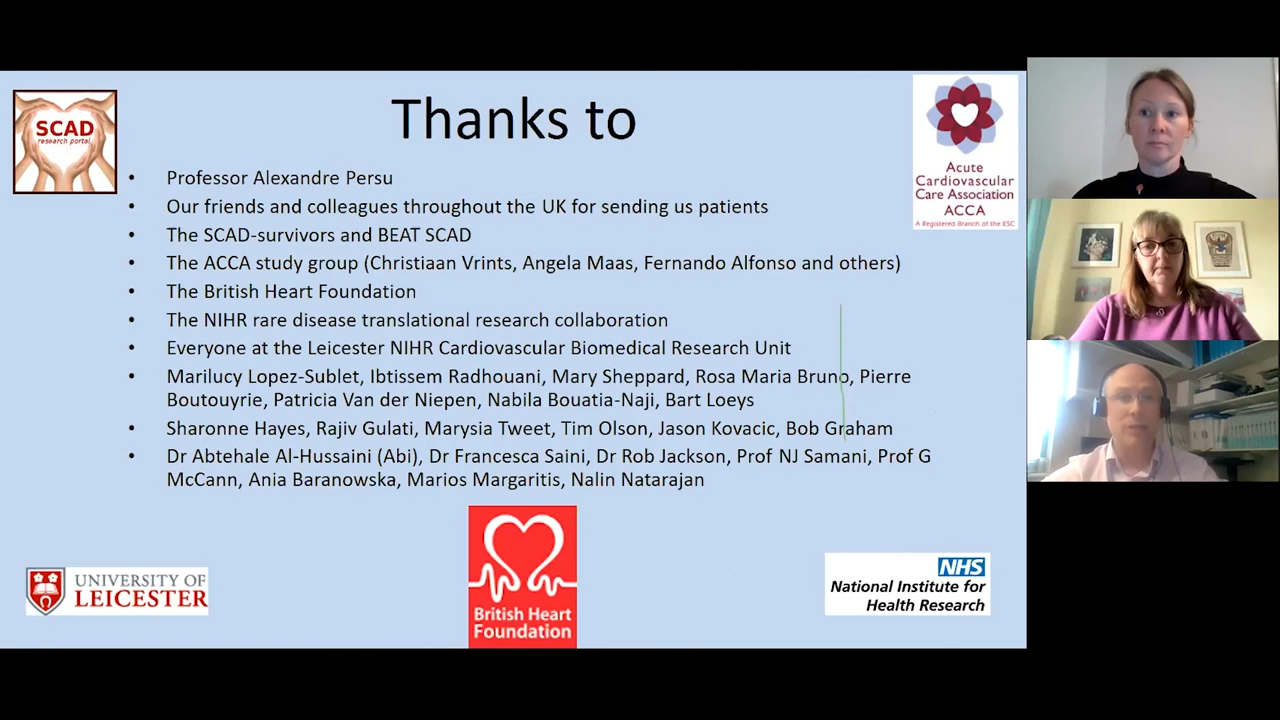 SCAD
research portal
Thanks to
Acute
Cardiovascular
Care Association
ACCA
A Registered Branch of the ESC
• Professor Alexandre Persu
• Our friends and colleagues throughout the UK for sending us patients
• The SCAD-survivors and BEAT SCAD
• The ACCA study group (Christiaan Vrints, Angela Maas, Fernando Alfonso and others)
• The British Heart Foundation
• The NIHR rare disease translational research collaboration
• Everyone at the Leicester NIHR Cardiovascular Biomedical Research Unit
• Marilucy Lopez-Sublet, Ibtissem Radhouani, Mary Sheppard, Rosa Maria Bruno, Pierre
Boutouyrie, Patricia Van der Niepen, Nabila Bouatia-Naji, Bart Loeys
• Sharonne Hayes, Rajiv Gulati, Marysia Tweet, Tim Olson, Jason Kovacic, Bob Graham
• Dr Abtehale Al-Hussaini (Abi), Dr Francesca Saini, Dr Rob Jackson, Prof NJ Samani, Prof G
McCann, Ania Baranowska, Marios Margaritis, Nalin Natarajan
UNIVERSITY OF
LEICESTER
British Heart
Foundation
NHS
National Institute for
Health Research